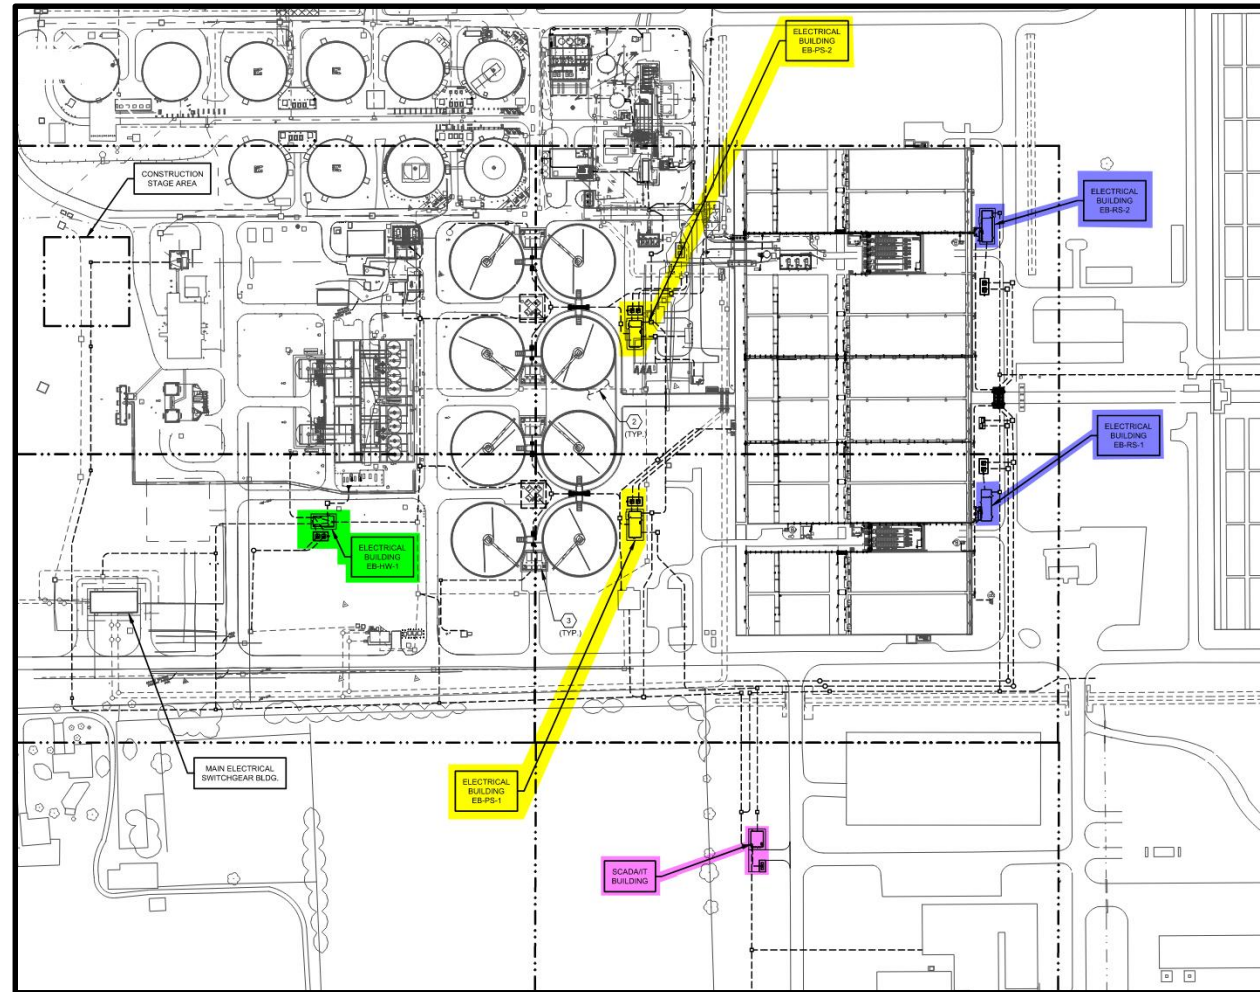 ELECTRICAL
BUILDING
EB-PS-2
CONSTRUCTION
STAGE AREA
ELECTRICAL
BUILDING
EB-RS-2
2
(TYP.)
ELECTRICAL
BUILDING
EB-RS-1
ELECTRICAL
BUILDING
EB-HW-1
3
(TYP.)
MAIN ELECTRICAL
SWITCHGEAR BLDG.
ELECTRICAL
BUILDING
EB-PS-1
SCADA/IT
BUILDING